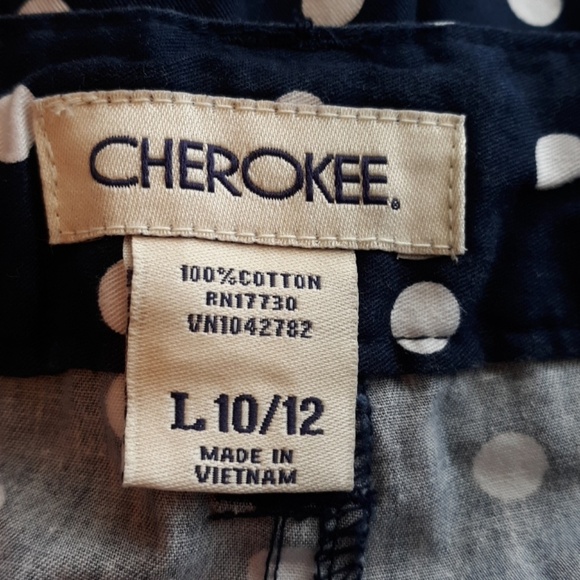 CHEROKEE®
100%COTTON
RN17730
VN1042782
L 10/12
MADE IN
VIETNAM